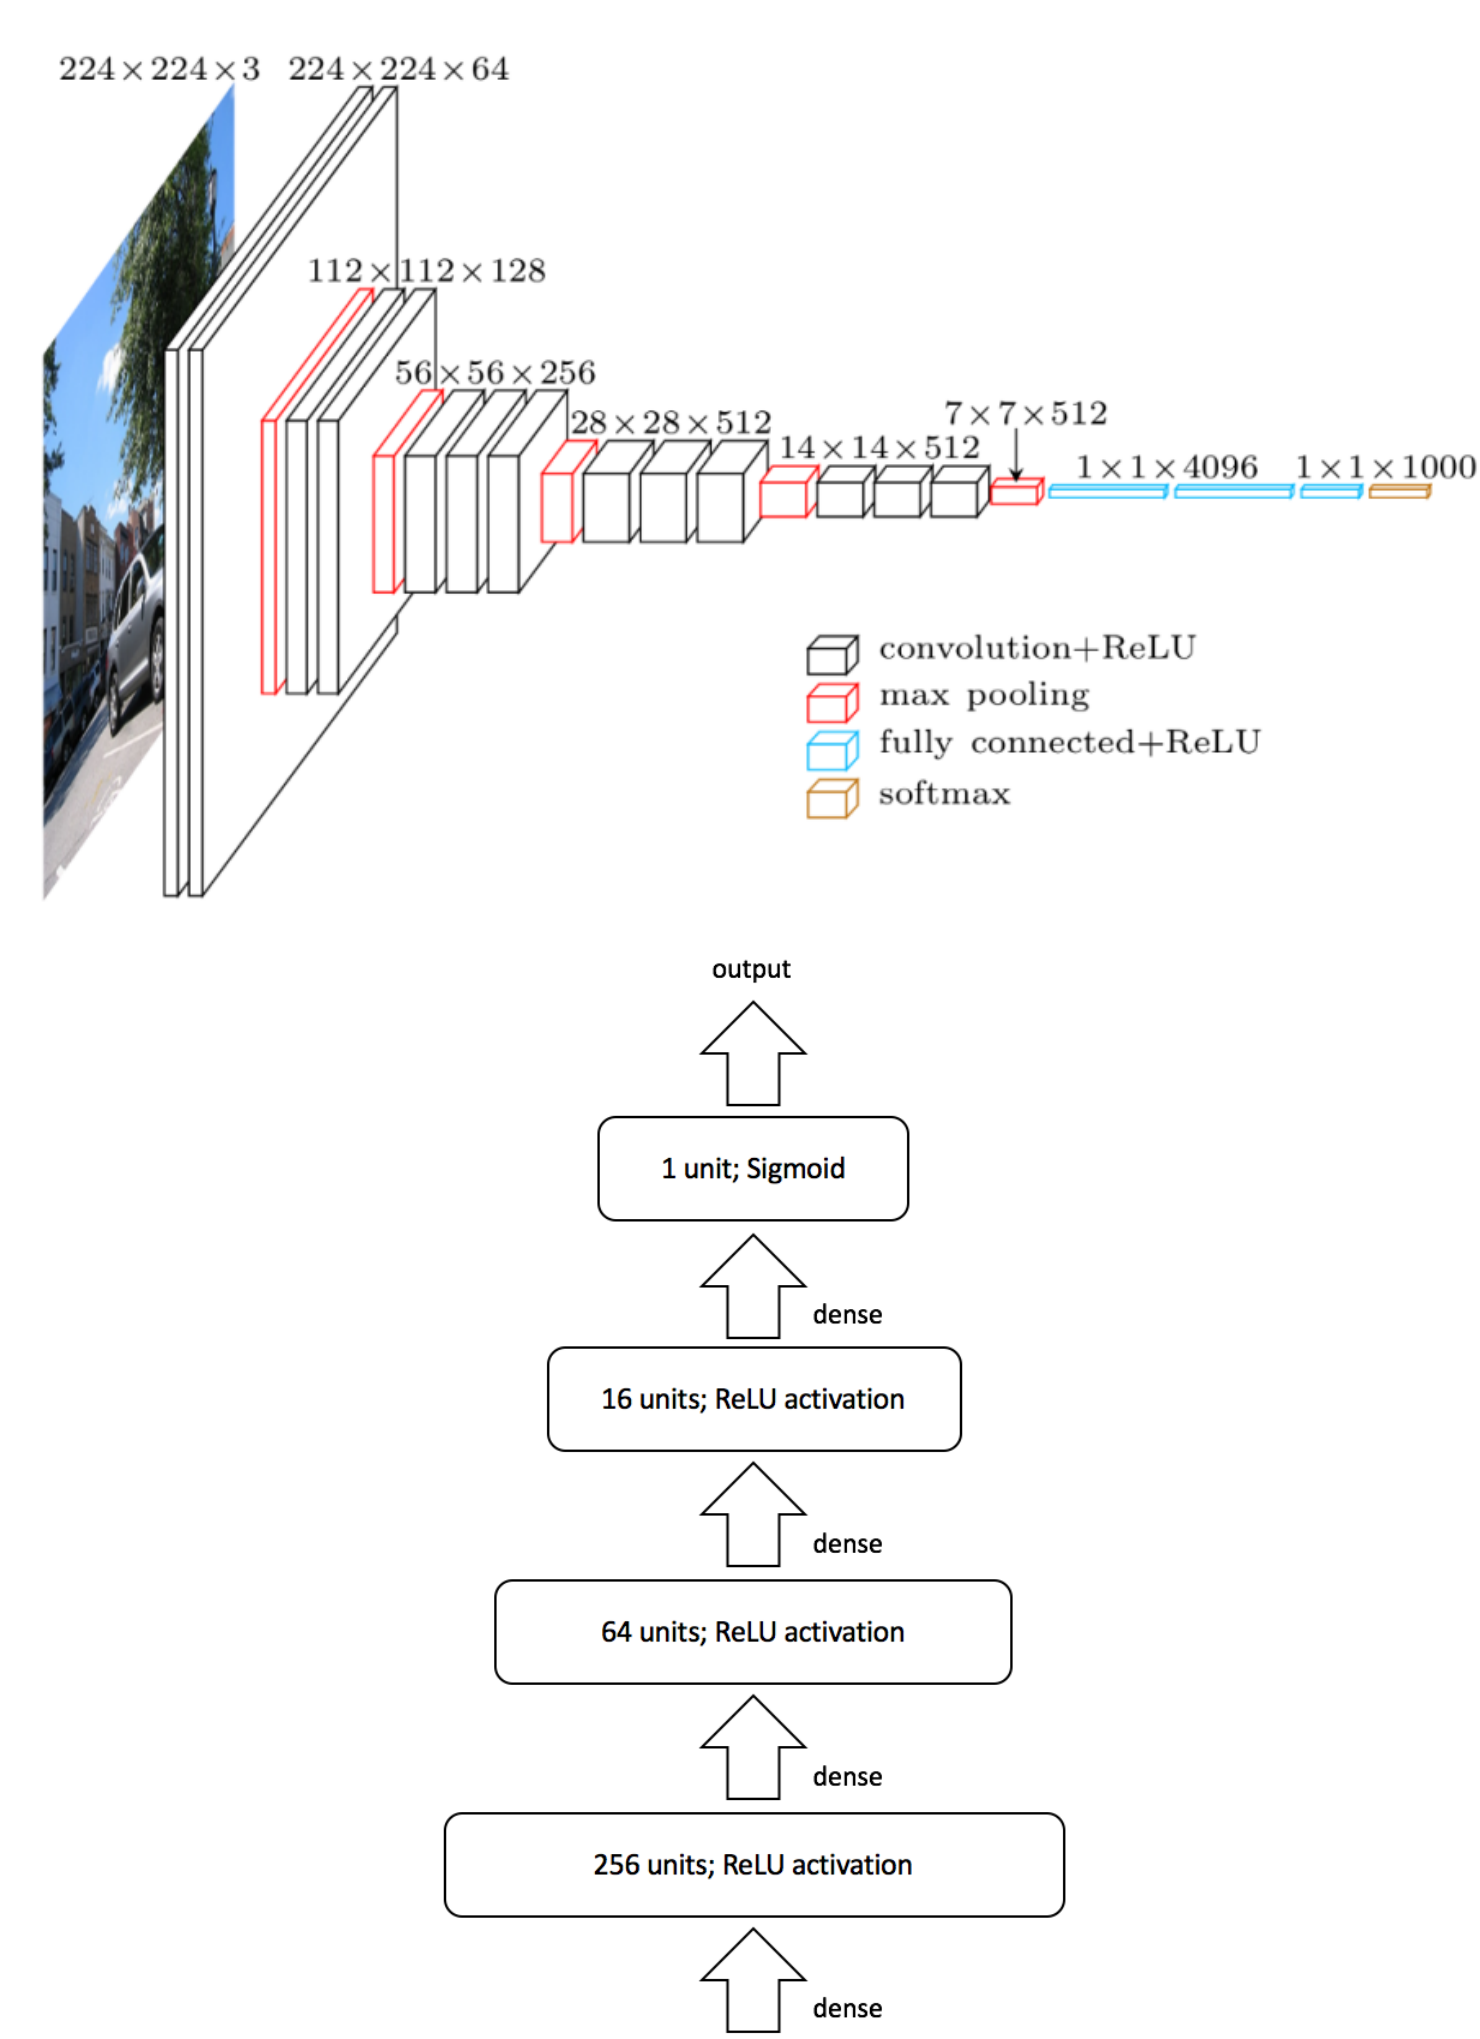 224×224×3
224×224×64
112×112×128
56×56×256
28×28×512
14×14×512
7×7×512
1×1×4096
1×1×1000
convolution+ReLU
max pooling
fully connected+ReLU
softmax
output
1 unit; Sigmoid
dense
16 units; ReLU activation
dense
64 units; ReLU activation
dense
256 units; ReLU activation
dense